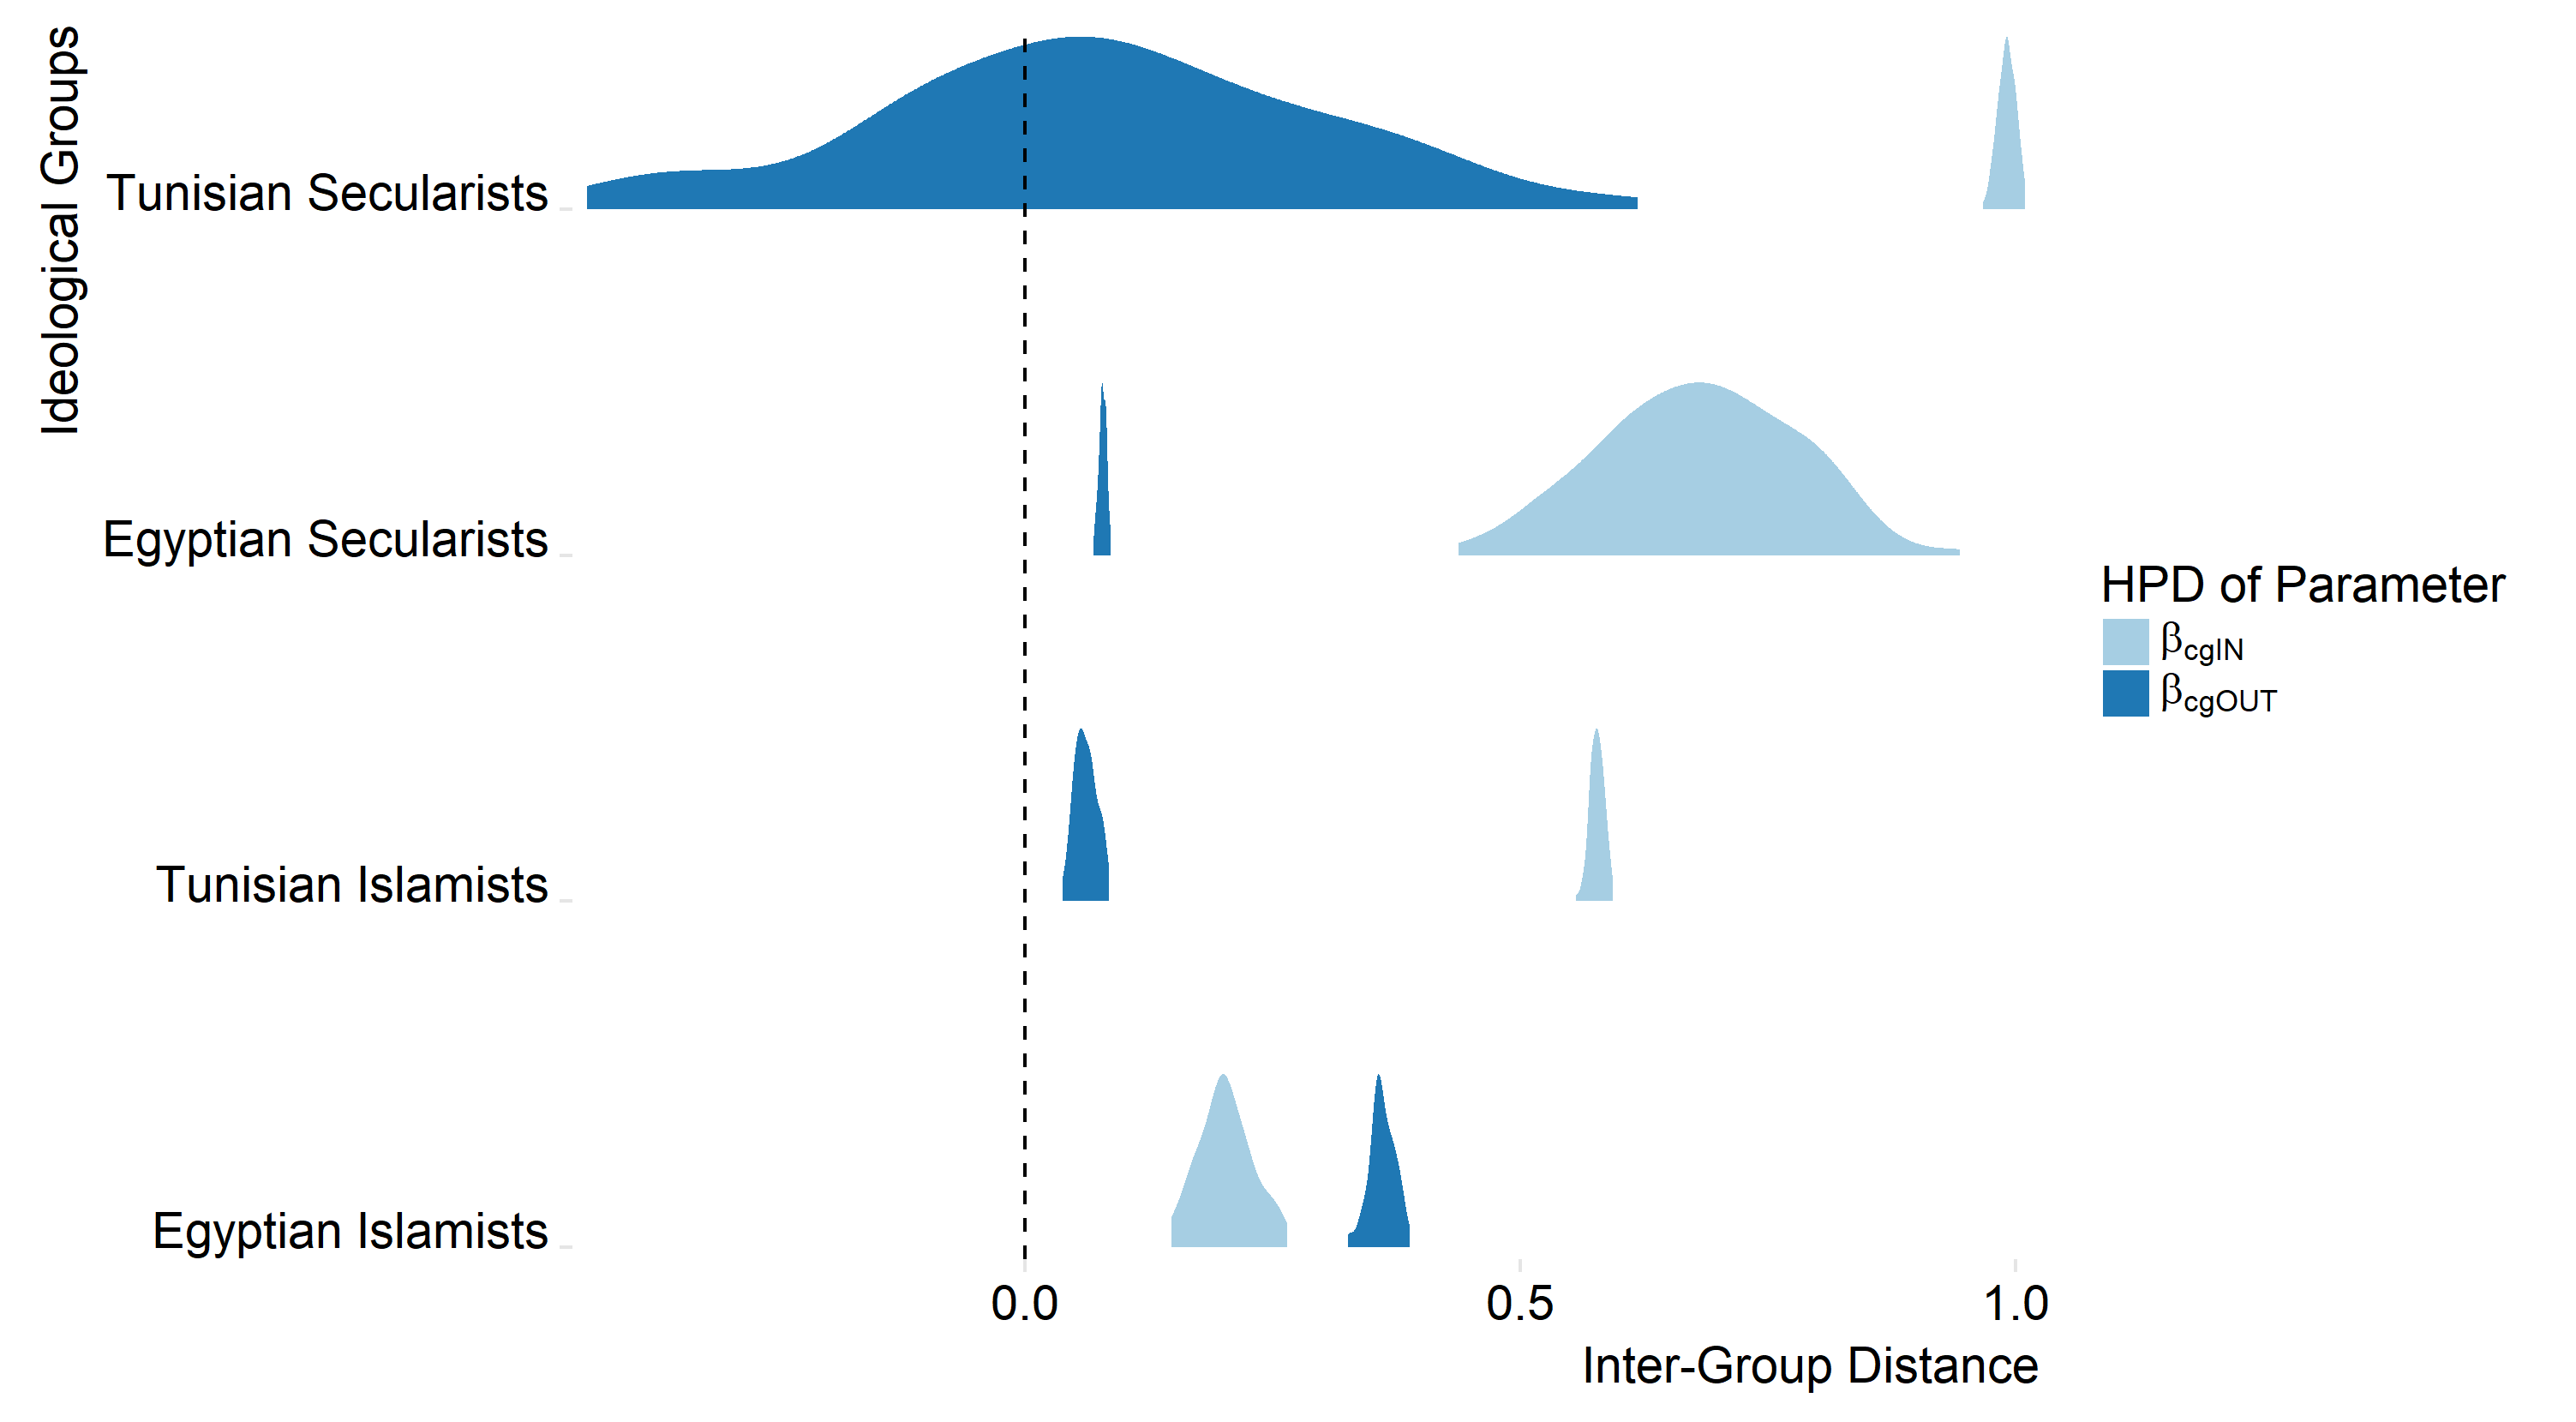 Ideological Groups
Tunisian Secularists
Egyptian Secularists
Tunisian Islamists
Egyptian Islamists
0.0 0.5 1.0
Inter-Group Distance
HPD of Parameter
βcgIN
βcgOUT